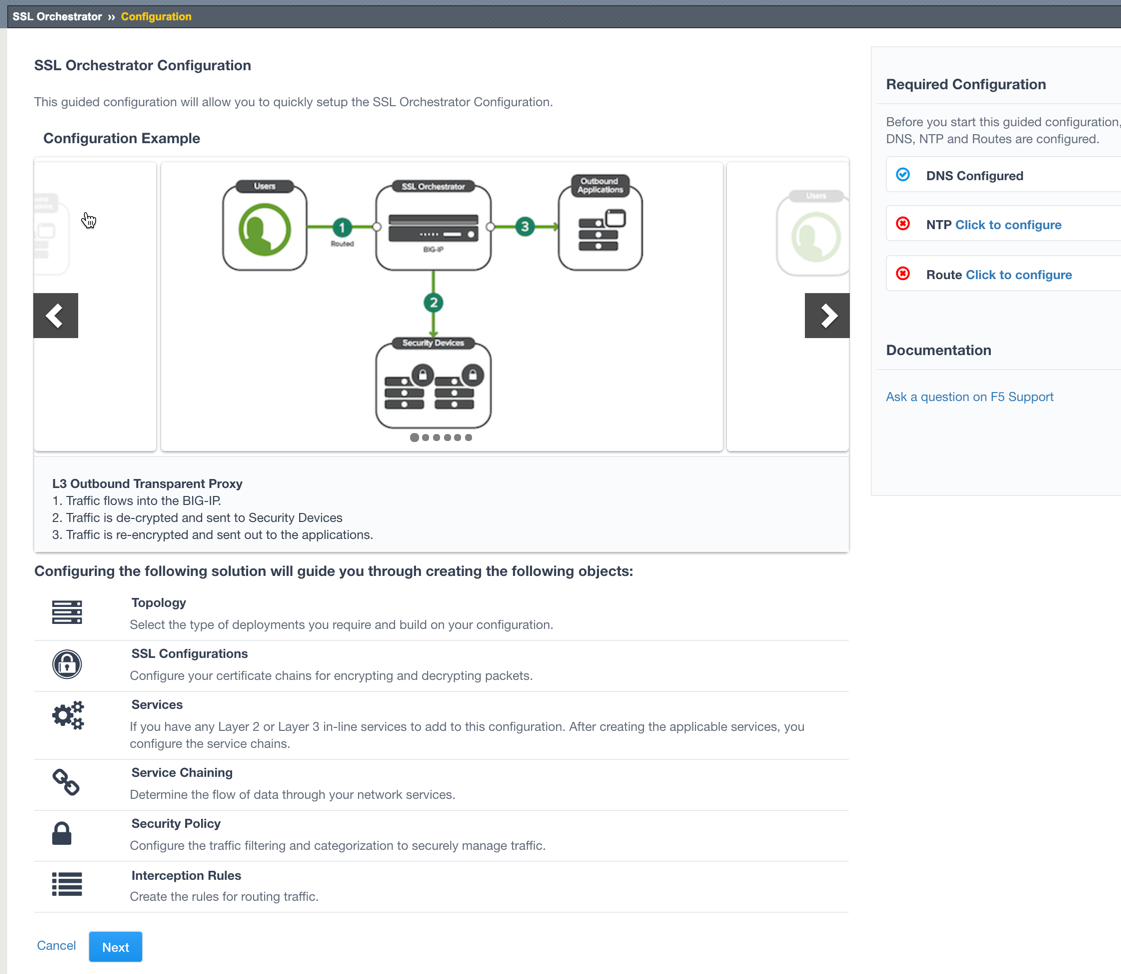 SSL Orchestrator ›› Configuration
SSL Orchestrator Configuration
This guided configuration will allow you to quickly setup the SSL Orchestrator Configuration.
Configuration Example
Users
SSL Orchestrator
Outbound
Applications
Users
1
Routed
BIG-IP
3
2
Security Devices
L3 Outbound Transparent Proxy
1. Traffic flows into the BIG-IP.
2. Traffic is de-crypted and sent to Security Devices
3. Traffic is re-encrypted and sent out to the applications.
Configuring the following solution will guide you through creating the following objects:
Topology
Select the type of deployments you require and build on your configuration.
SSL Configurations
Configure your certificate chains for encrypting and decrypting packets.
Services
If you have any Layer 2 or Layer 3 in-line services to add to this configuration. After creating the applicable services, you
configure the service chains.
Service Chaining
Determine the flow of data through your network services.
Security Policy
Configure the traffic filtering and categorization to securely manage traffic.
Interception Rules
Create the rules for routing traffic.
Cancel
Next
Required Configuration
Before you start this guided configuration,
DNS, NTP and Routes are configured.
DNS Configured
NTP Click to configure
Route Click to configure
Documentation
Ask a question on F5 Support